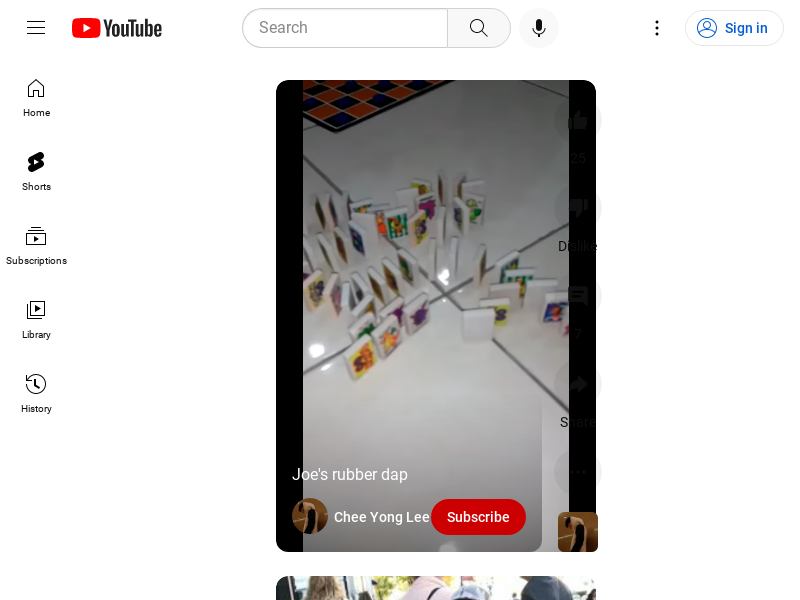 YouTube
Search
Sign in
Home
Shorts
Subscriptions
Library
History
25
Dislike
7
Share
Joe's rubber dap
Chee Yong Lee
Subscribe